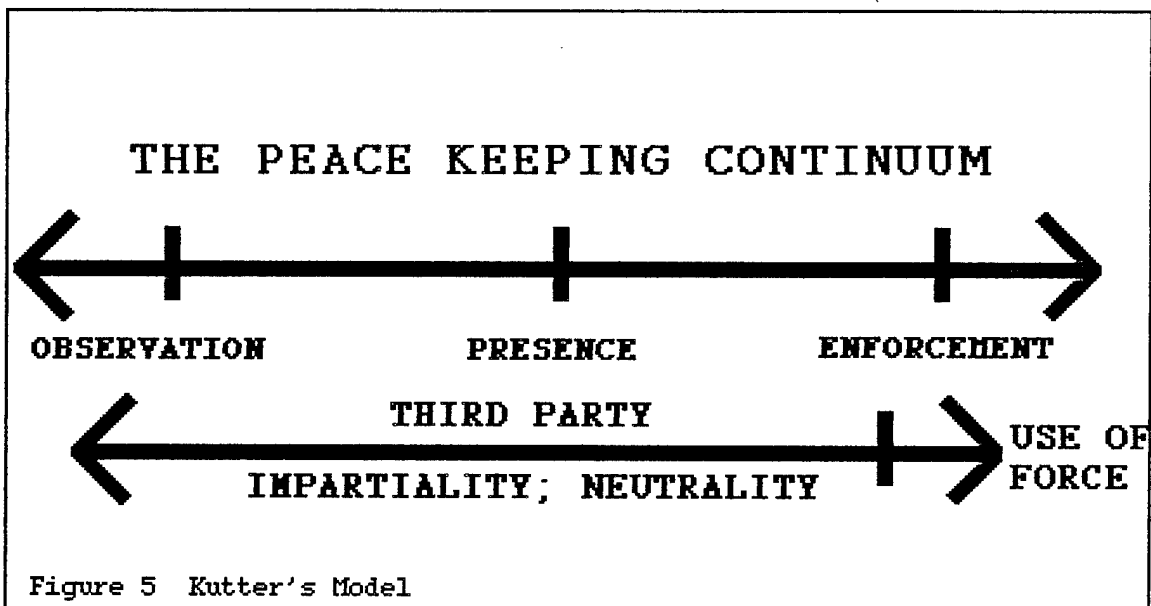 THE PEACE KEEPING CONTINUUM
OBSERVATION PRESENCE ENFORCEMENT
THIRD PARTY
IMPARTIALITY; NEUTRALITY
USE OF
FORCE
Figure 5 Kutter's Model